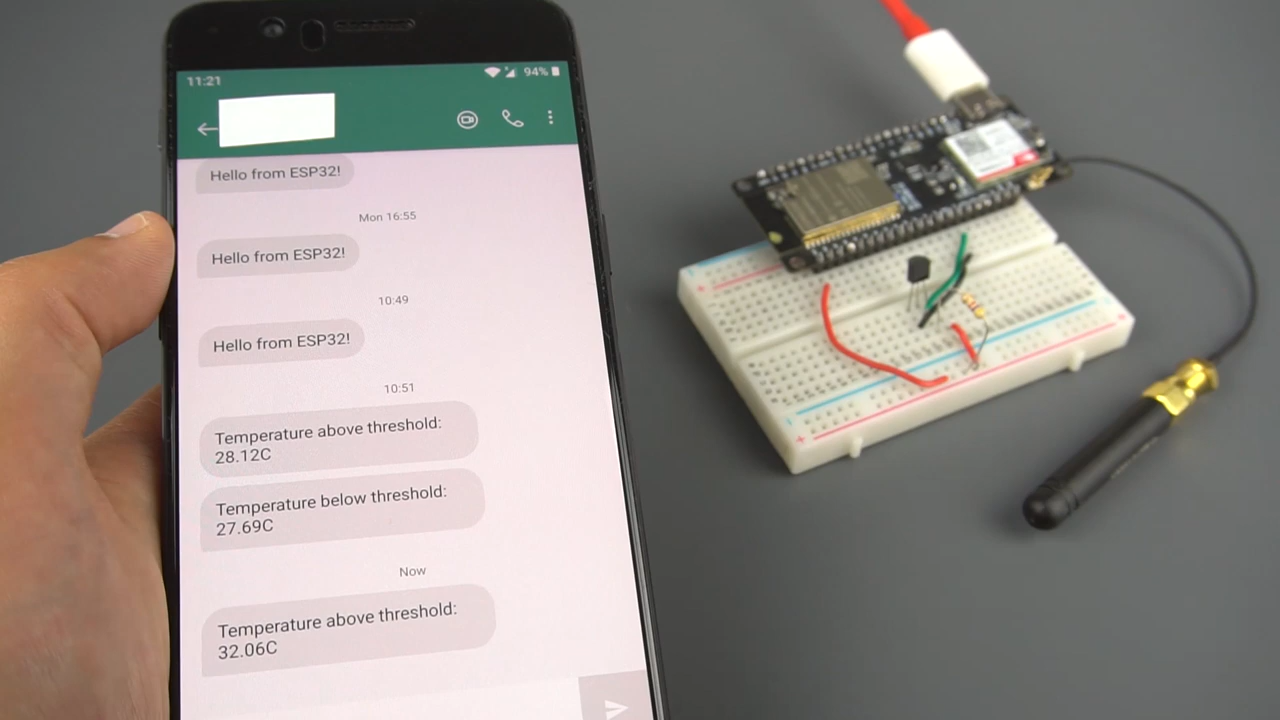 11:21
94%
Hello from ESP32!
Mon 16:55
Hello from ESP32!
10:49
Hello from ESP32!
10:51
Temperature above threshold:
28.12C
Temperature below threshold:
27.69C
Now
Temperature above threshold:
32.06C